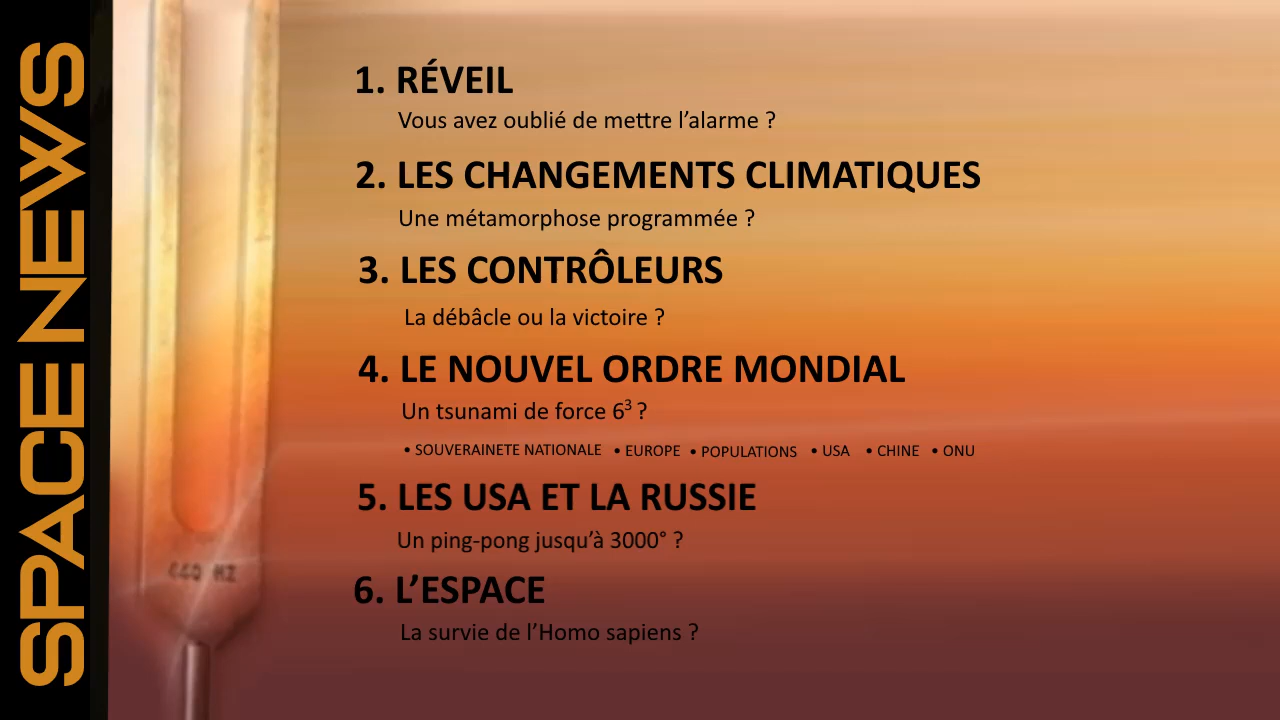 SPACE NEWS
1. RÉVEIL
Vous avez oublié de mettre l’alarme ?
2. LES CHANGEMENTS CLIMATIQUES
Une métamorphose programmée ?
3. LES CONTRÔLEURS
La débâcle ou la victoire ?
4. LE NOUVEL ORDRE MONDIAL
Un tsunami de force 6³ ?
• SOUVERAINETE NATIONALE • EUROPE • POPULATIONS • USA • CHINE • ONU
5. LES USA ET LA RUSSIE
Un ping-pong jusqu’à 3000° ?
440 HZ
6. L’ESPACE
La survie de l’Homo sapiens ?